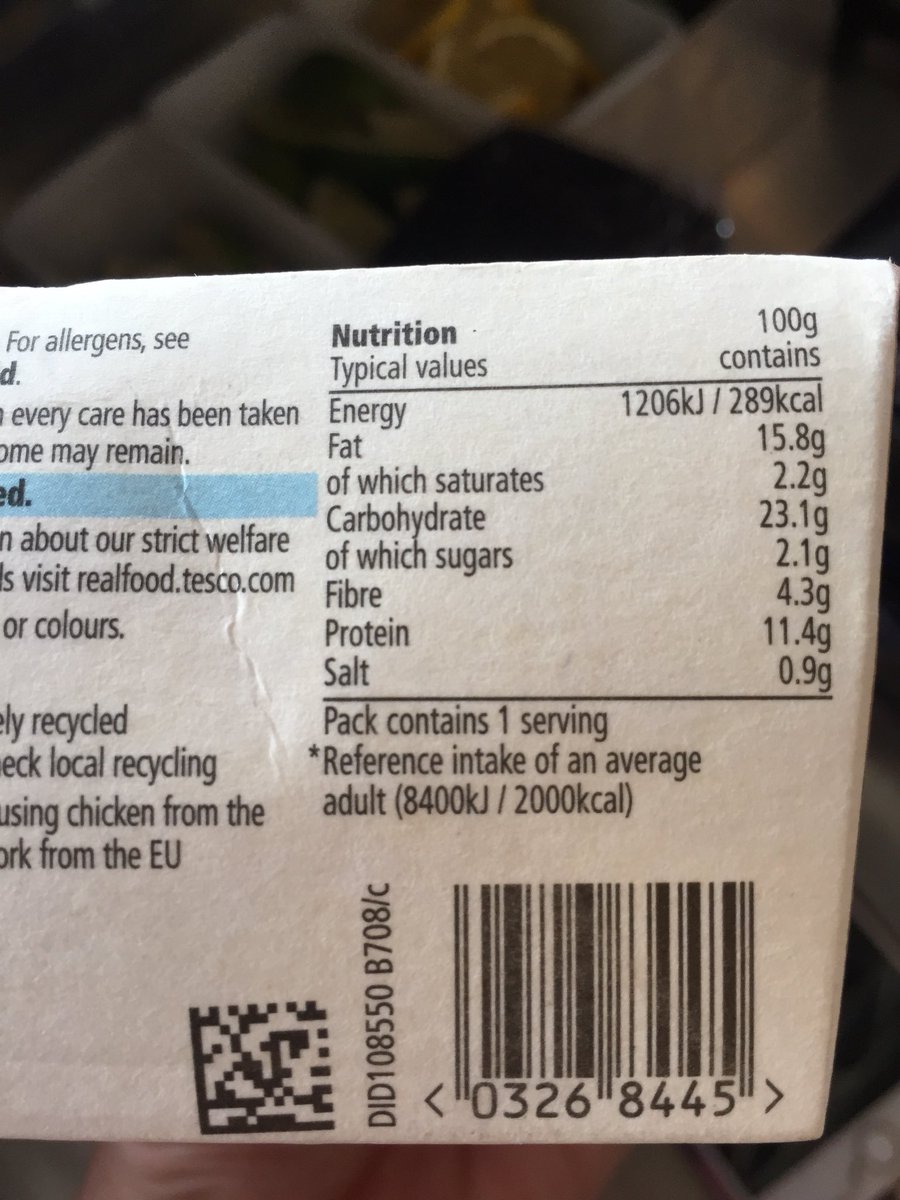 For allergens, see
d.
every care has been taken
ome may remain.
ed.
n about our strict welfare
ls visit realfood.tesco.com
or colours.
ely recycled
eck local recycling
using chicken from the
ork from the EU
Nutrition 100g
Typical values contains
Energy 1206kJ / 289kcal
Fat 15.8g
of which saturates 2.2g
Carbohydrate 23.1g
of which sugars 2.1g
Fibre 4.3g
Protein 11.4g
Salt 0.9g
Pack contains 1 serving
*Reference intake of an average
adult (8400kJ / 2000kcal)
DID108550 B708/c
< 0326 8445 >